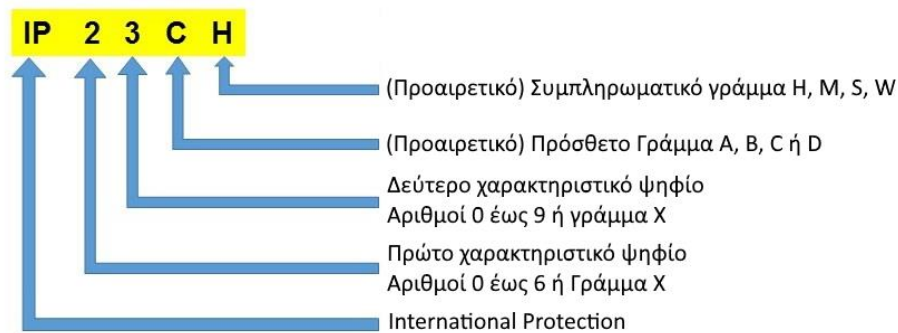 IP 2 3 C H
(Προαιρετικό) Συμπληρωματικό γράμμα H, M, S, W
(Προαιρετικό) Πρόσθετο Γράμμα A, B, C ή D
Δεύτερο χαρακτηριστικό ψηφίο
Αριθμοί 0 έως 9 ή γράμμα X
Πρώτο χαρακτηριστικό ψηφίο
Αριθμοί 0 έως 6 ή Γράμμα X
International Protection